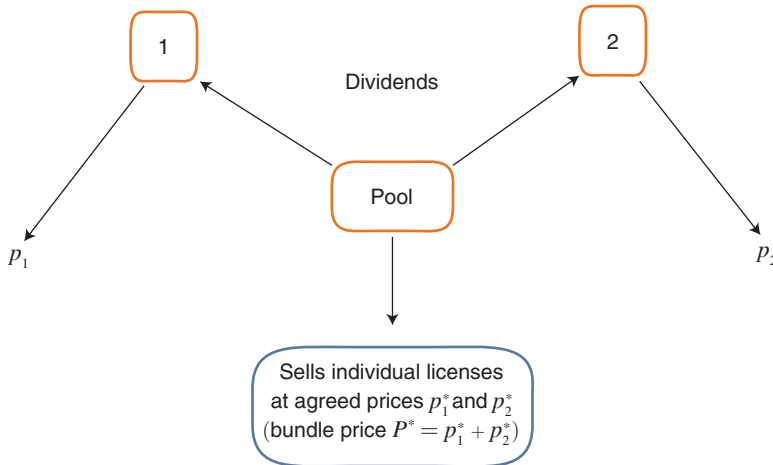 1
2
Dividends
Pool
p₁
p₂
Sells individual licenses
at agreed prices p₁* and p₂*
(bundle price P* = p₁* + p₂*)